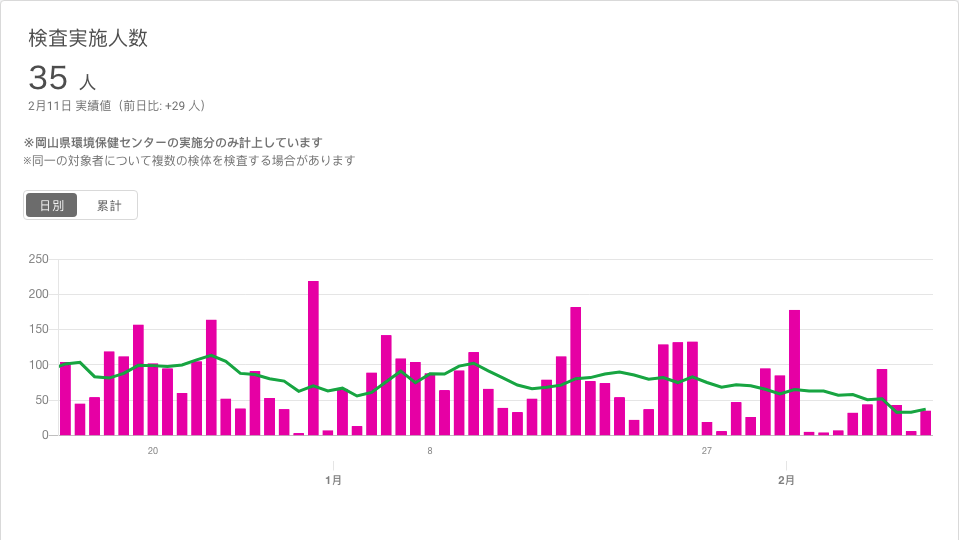 検査実施人数
35 人
2月11日 実績値（前日比: +29 人）
※岡山県環境保健センターの実施分のみ計上しています
※同一の対象者について複数の検体を検査する場合があります
日別 累計
250
200
150
100
50
0
20 8 27
1月 2月